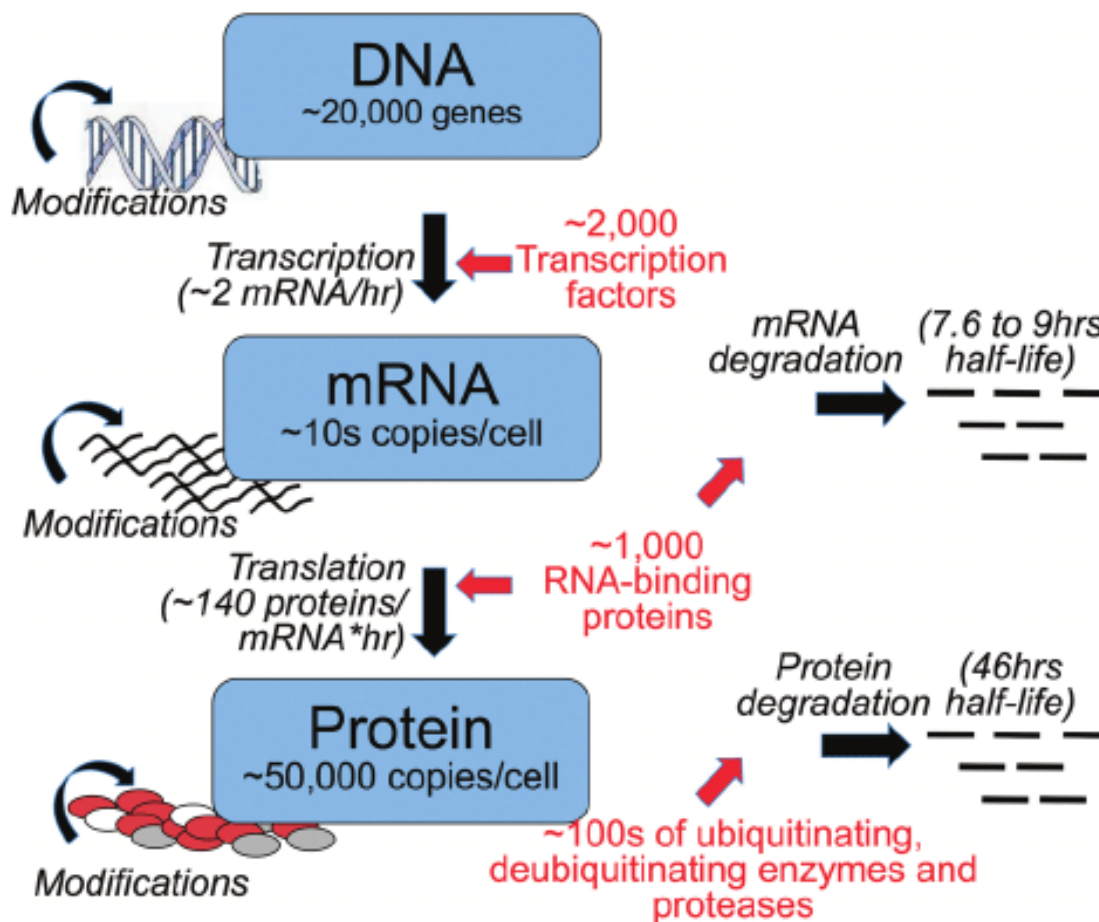 DNA
~20,000 genes
Modifications
Transcription
(~2 mRNA/hr)
~2,000
Transcription
factors
mRNA
~10s copies/cell
Modifications
mRNA
degradation
(7.6 to 9hrs
half-life)
Translation
(~140 proteins/
mRNA*hr)
~1,000
RNA-binding
proteins
Protein
~50,000 copies/cell
Modifications
Protein
degradation
(46hrs
half-life)
~100s of ubiquitinating,
deubiquitinating enzymes and
proteases